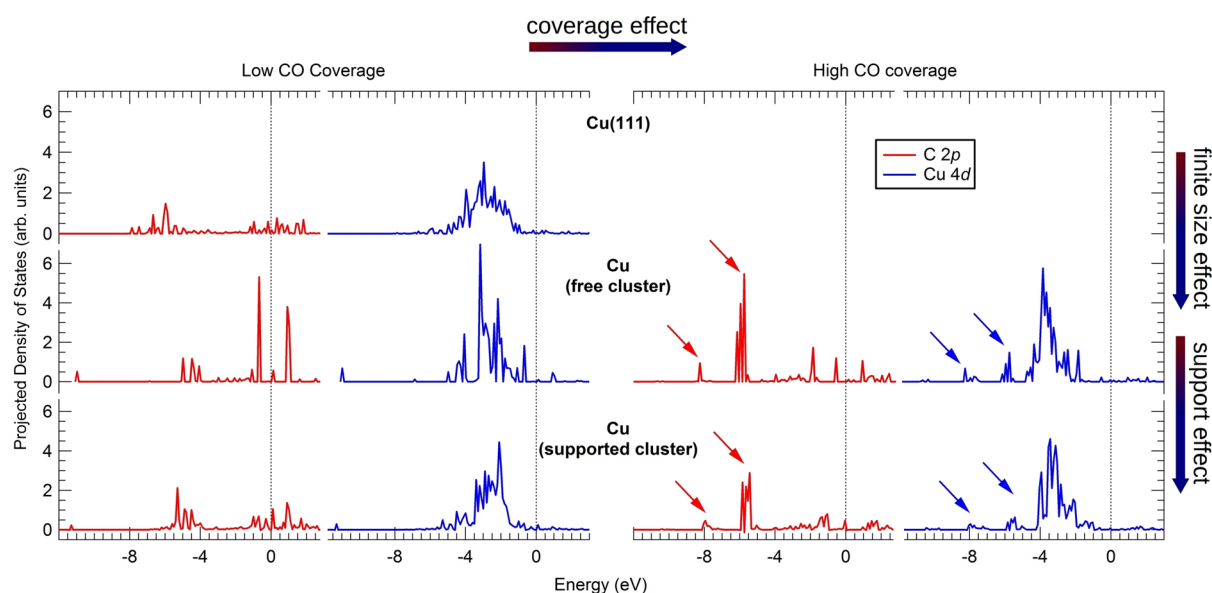 coverage effect
Low CO Coverage
High CO coverage
Projected Density of States (arb. units)
6
4
2
0
Cu(111)
C 2p
Cu 4d
finite size effect
6
4
2
0
Cu
(free cluster)
support effect
6
4
2
0
Cu
(supported cluster)
-8
-4
0
-8
-4
0
-8
-4
0
-8
-4
0
Energy (eV)